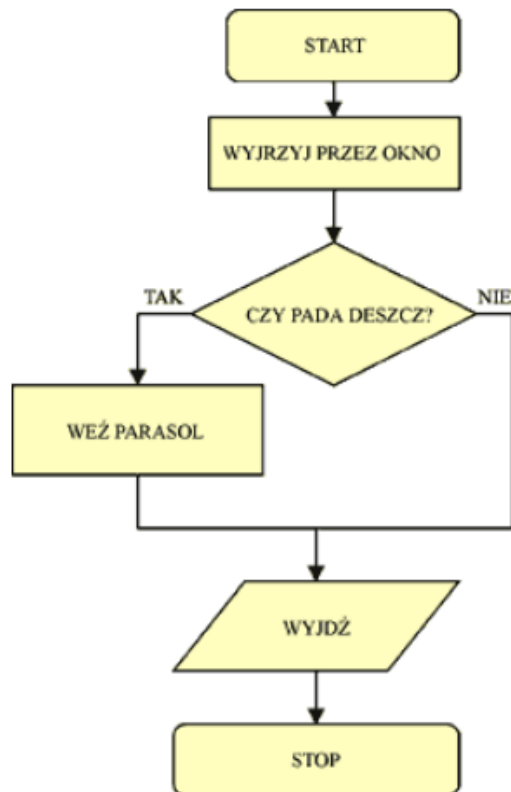 START
WYJRZYJ PRZEZ OKNO
TAK
CZY PADA DESZCZ?
NIE
WEŹ PARASOL
WYJDŹ
STOP